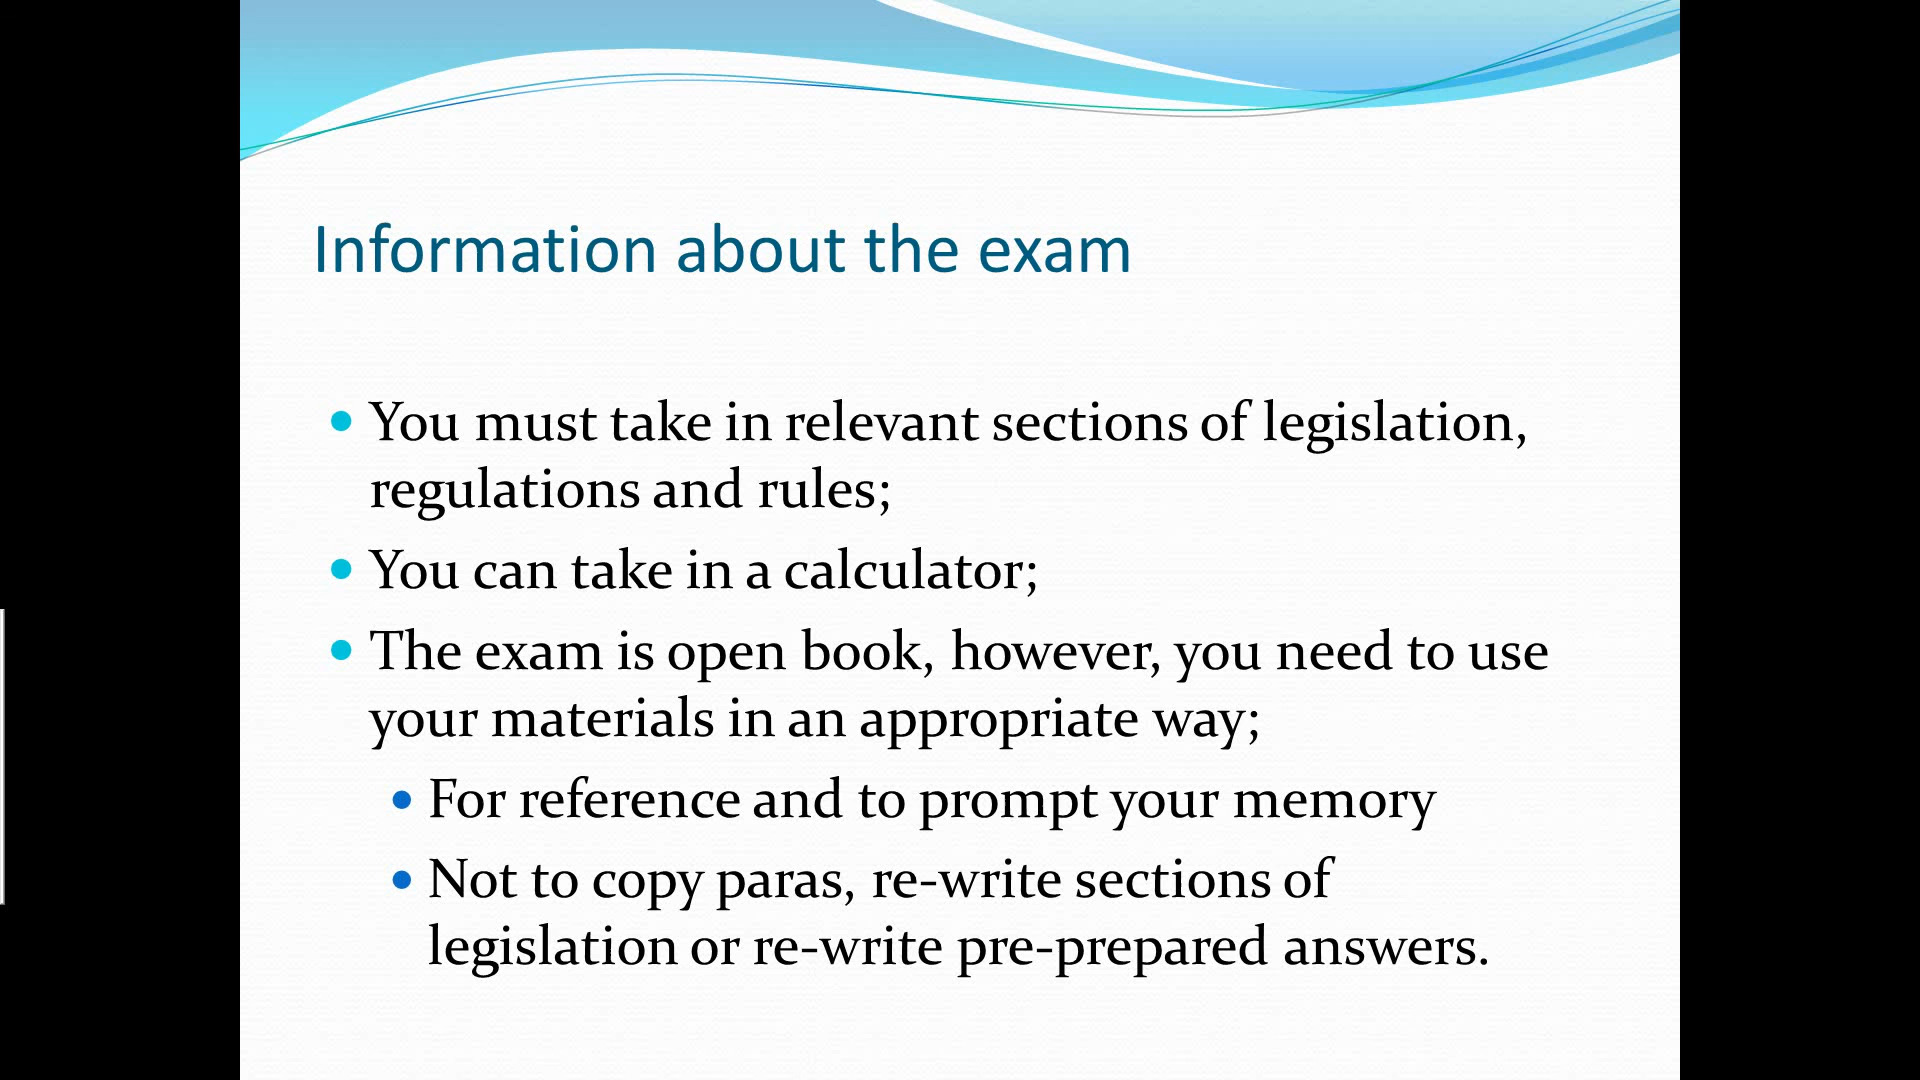 Information about the exam
• You must take in relevant sections of legislation,
regulations and rules;
• You can take in a calculator;
• The exam is open book, however, you need to use
your materials in an appropriate way;
• For reference and to prompt your memory
• Not to copy paras, re-write sections of
legislation or re-write pre-prepared answers.